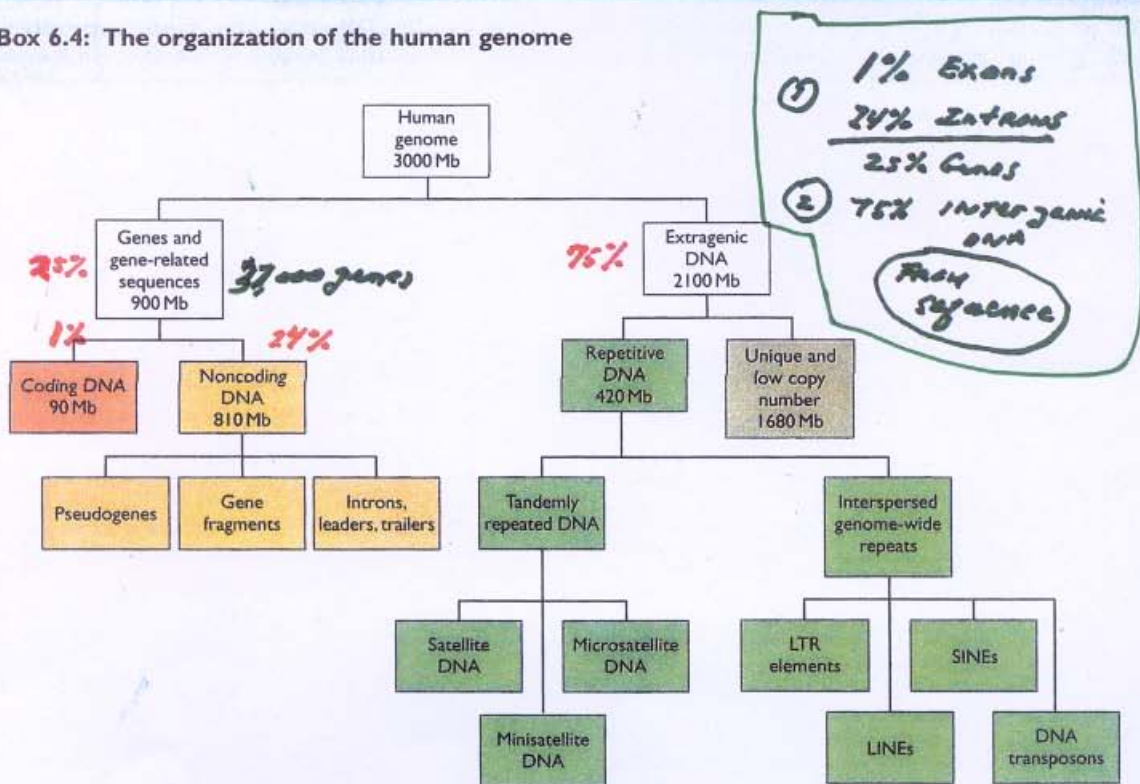 Box 6.4: The organization of the human genome
① 1% Exons
24% Introns
25% Genes
② 75% Intergenic
DNA
From
sequence
Human
genome
3000 Mb
Genes and
gene-related
sequences
900 Mb
25%
000 genes
75%
Extragenic
DNA
2100 Mb
1%
24%
Coding DNA
90 Mb
Noncoding
DNA
810 Mb
Repetitive
DNA
420 Mb
Unique and
low copy
number
1680 Mb
Pseudogenes
Gene
fragments
Introns,
leaders, trailers
Tandemly
repeated DNA
Interspersed
genome-wide
repeats
Satellite
DNA
Microsatellite
DNA
LTR
elements
SINEs
Minisatellite
DNA
LINEs
DNA
transposons